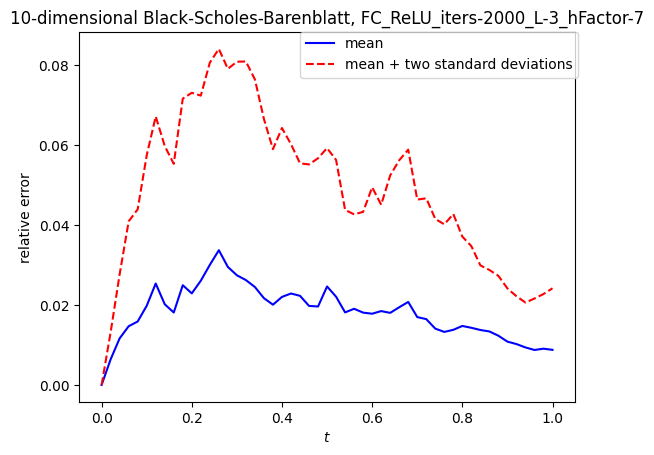 10-dimensional Black-Scholes-Barenblatt, FC_ReLU_iters-2000_L-3_hFactor-7
mean
mean + two standard deviations
relative error
0.08
0.06
0.04
0.02
0.00
0.0 0.2 0.4 0.6 0.8 1.0
t